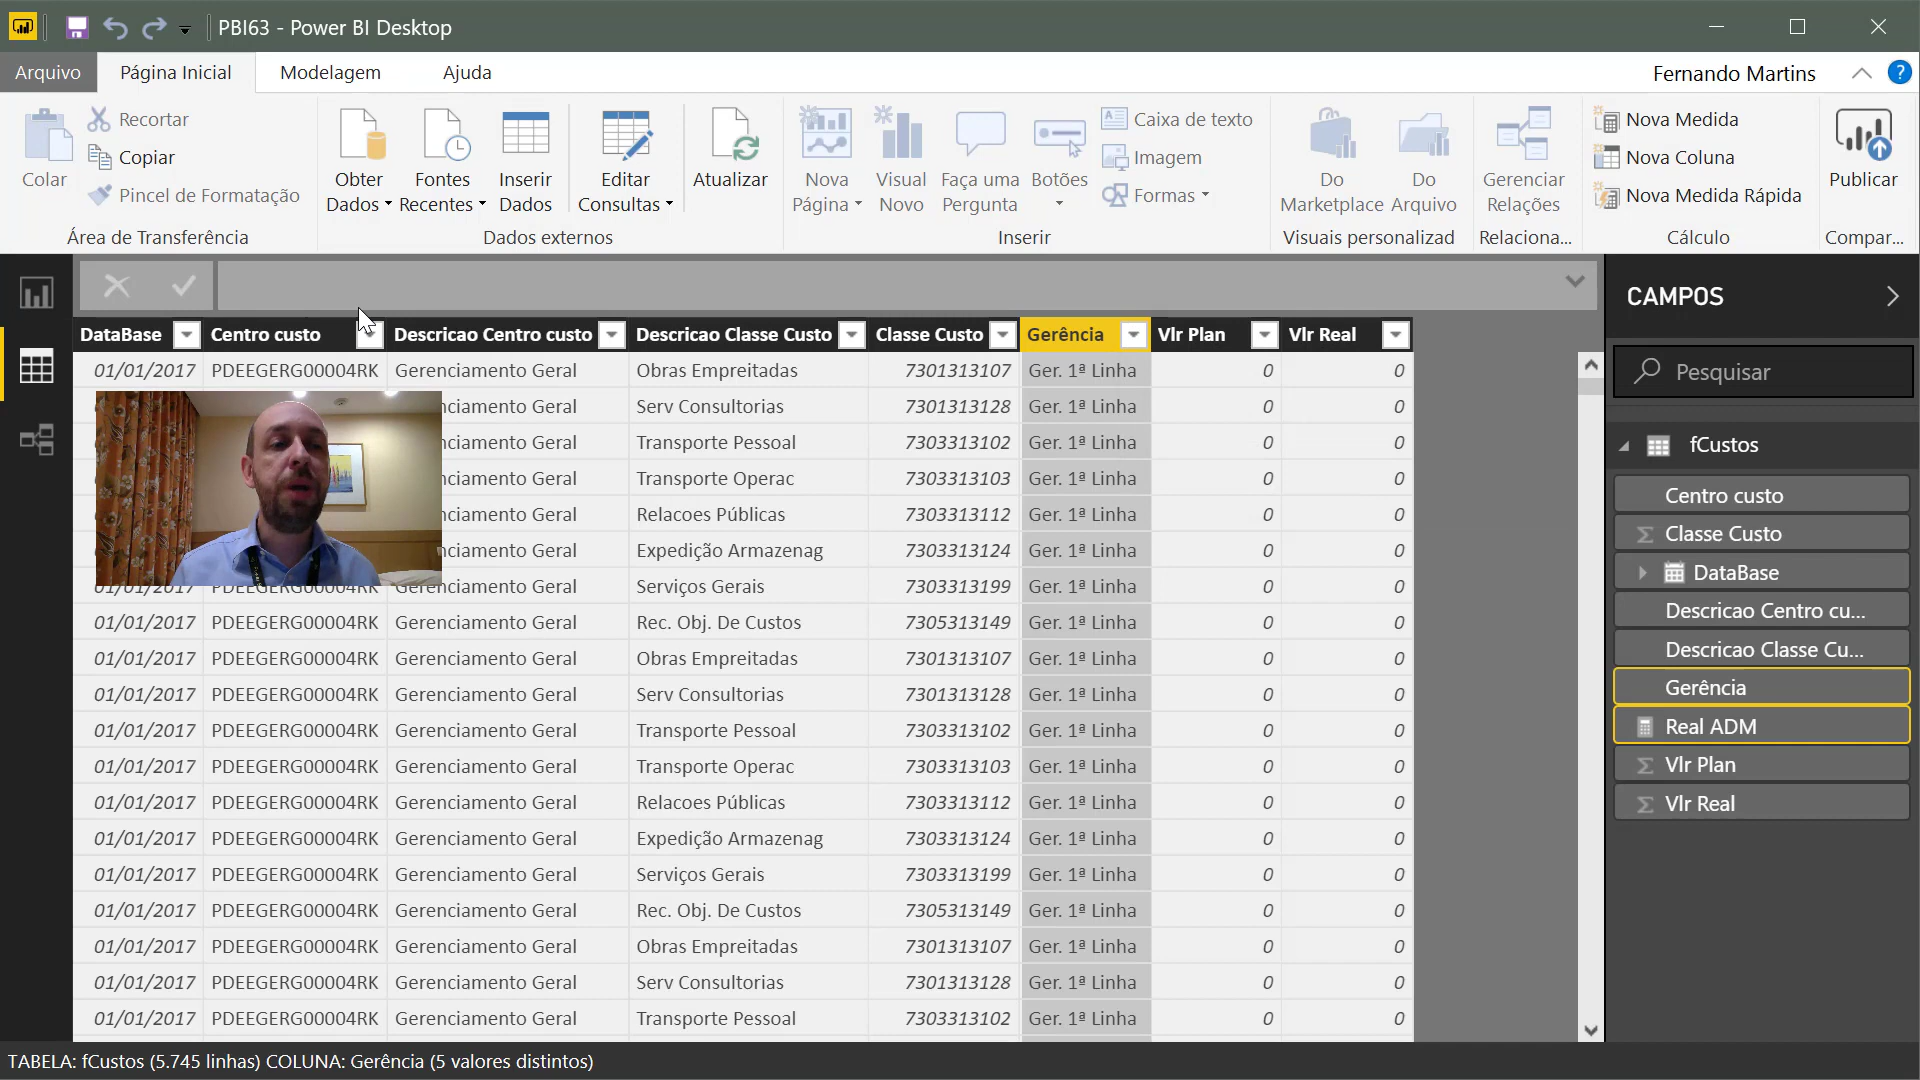 PBI63 - Power BI Desktop
Arquivo
Página Inicial
Modelagem
Ajuda
Fernando Martins
?
Colar
Recortar
Copiar
Pincel de Formatação
Área de Transferência
Obter Dados
Fontes Recentes
Inserir Dados
Editar Consultas
Atualizar
Dados externos
Nova Página
Visual Novo
Faça uma Pergunta
Botões
Caixa de texto
Imagem
Formas
Inserir
Do Marketplace
Do Arquivo
Visuais personalizad
Gerenciar Relações
Relaciona...
Nova Medida
Nova Coluna
Nova Medida Rápida
Cálculo
Publicar
Compar...
DataBase Centro custo Descricao Centro custo Descricao Classe Custo Classe Custo Gerência Vlr Plan Vlr Real
01/01/2017 PDEEGERG00004RK Gerenciamento Geral Obras Empreitadas 7301313107 Ger. 1ª Linha 0 0
nciamento Geral Serv Consultorias 7301313128 Ger. 1ª Linha 0 0
nciamento Geral Transporte Pessoal 7303313102 Ger. 1ª Linha 0 0
nciamento Geral Transporte Operac 7303313103 Ger. 1ª Linha 0 0
nciamento Geral Relacoes Públicas 7303313112 Ger. 1ª Linha 0 0
nciamento Geral Expedição Armazenag 7303313124 Ger. 1ª Linha 0 0
01/01/2017 PDEEGERG00004RK Gerenciamento Geral Serviços Gerais 7303313199 Ger. 1ª Linha 0 0
01/01/2017 PDEEGERG00004RK Gerenciamento Geral Rec. Obj. De Custos 7305313149 Ger. 1ª Linha 0 0
01/01/2017 PDEEGERG00004RK Gerenciamento Geral Obras Empreitadas 7301313107 Ger. 1ª Linha 0 0
01/01/2017 PDEEGERG00004RK Gerenciamento Geral Serv Consultorias 7301313128 Ger. 1ª Linha 0 0
01/01/2017 PDEEGERG00004RK Gerenciamento Geral Transporte Pessoal 7303313102 Ger. 1ª Linha 0 0
01/01/2017 PDEEGERG00004RK Gerenciamento Geral Transporte Operac 7303313103 Ger. 1ª Linha 0 0
01/01/2017 PDEEGERG00004RK Gerenciamento Geral Relacoes Públicas 7303313112 Ger. 1ª Linha 0 0
01/01/2017 PDEEGERG00004RK Gerenciamento Geral Expedição Armazenag 7303313124 Ger. 1ª Linha 0 0
01/01/2017 PDEEGERG00004RK Gerenciamento Geral Serviços Gerais 7303313199 Ger. 1ª Linha 0 0
01/01/2017 PDEEGERG00004RK Gerenciamento Geral Rec. Obj. De Custos 7305313149 Ger. 1ª Linha 0 0
01/01/2017 PDEEGERG00004RK Gerenciamento Geral Obras Empreitadas 7301313107 Ger. 1ª Linha 0 0
01/01/2017 PDEEGERG00004RK Gerenciamento Geral Serv Consultorias 7301313128 Ger. 1ª Linha 0 0
01/01/2017 PDEEGERG00004RK Gerenciamento Geral Transporte Pessoal 7303313102 Ger. 1ª Linha 0 0
CAMPOS
Pesquisar
fCustos
Centro custo
Σ Classe Custo
DataBase
Descricao Centro cu...
Descricao Classe Cu...
Gerência
Real ADM
Σ Vlr Plan
Σ Vlr Real
TABELA: fCustos (5.745 linhas) COLUNA: Gerência (5 valores distintos)